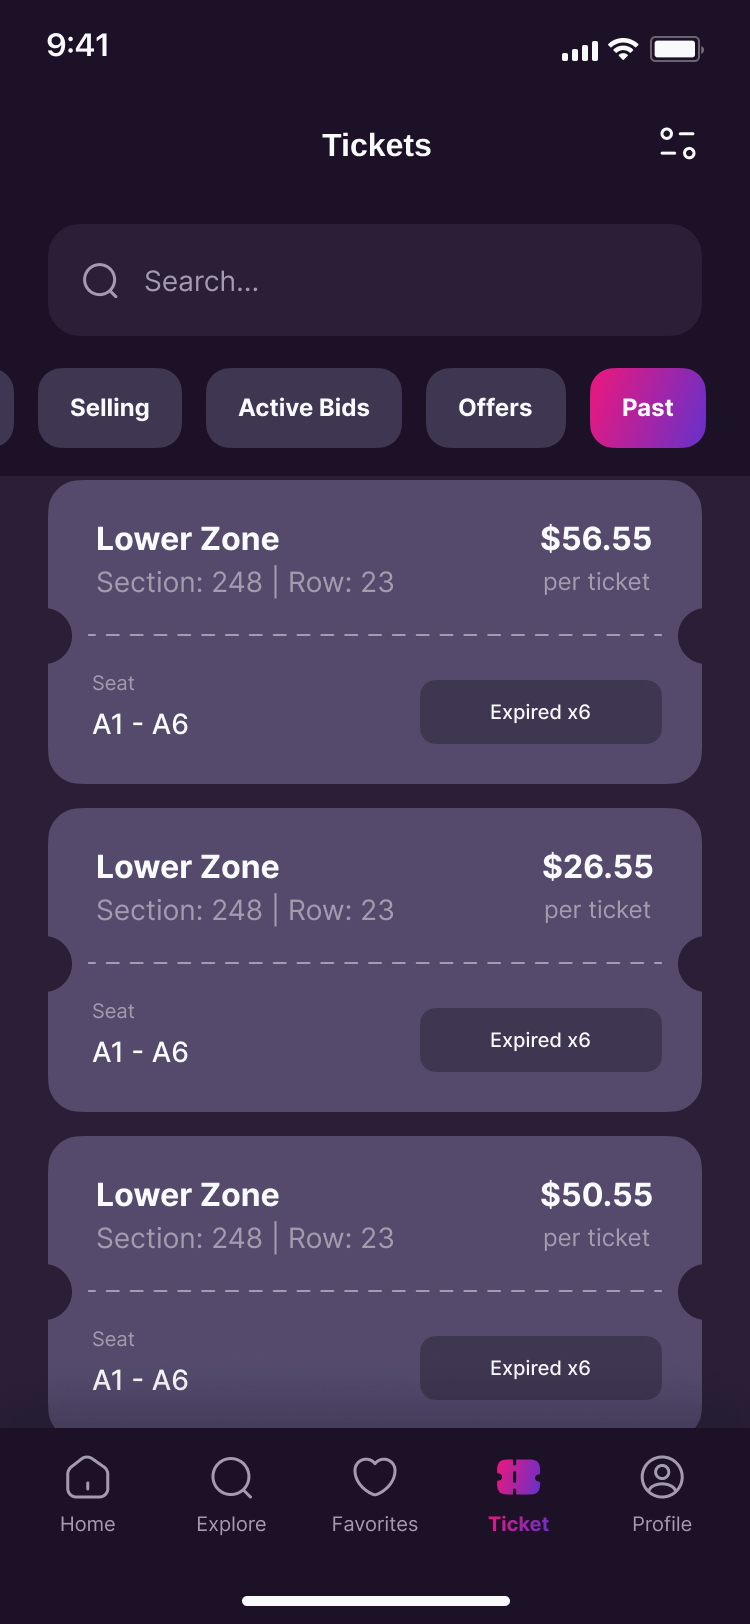 9:41
Tickets
Search...
Selling Active Bids Offers Past
Lower Zone $56.55
Section: 248 | Row: 23 per ticket
Seat
A1 - A6 Expired x6
Lower Zone $26.55
Section: 248 | Row: 23 per ticket
Seat
A1 - A6 Expired x6
Lower Zone $50.55
Section: 248 | Row: 23 per ticket
Seat
A1 - A6 Expired x6
Home Explore Favorites Ticket Profile